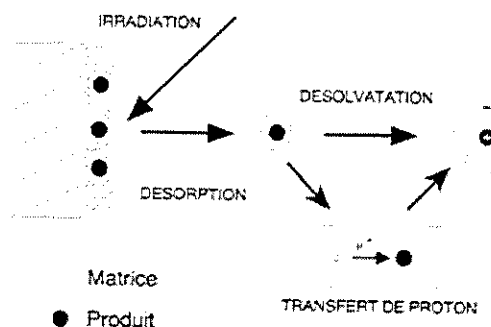 IRRADIATION
DESOLVATATION
DESORPTION
Matrice
Produit
TRANSFERT DE PROTON